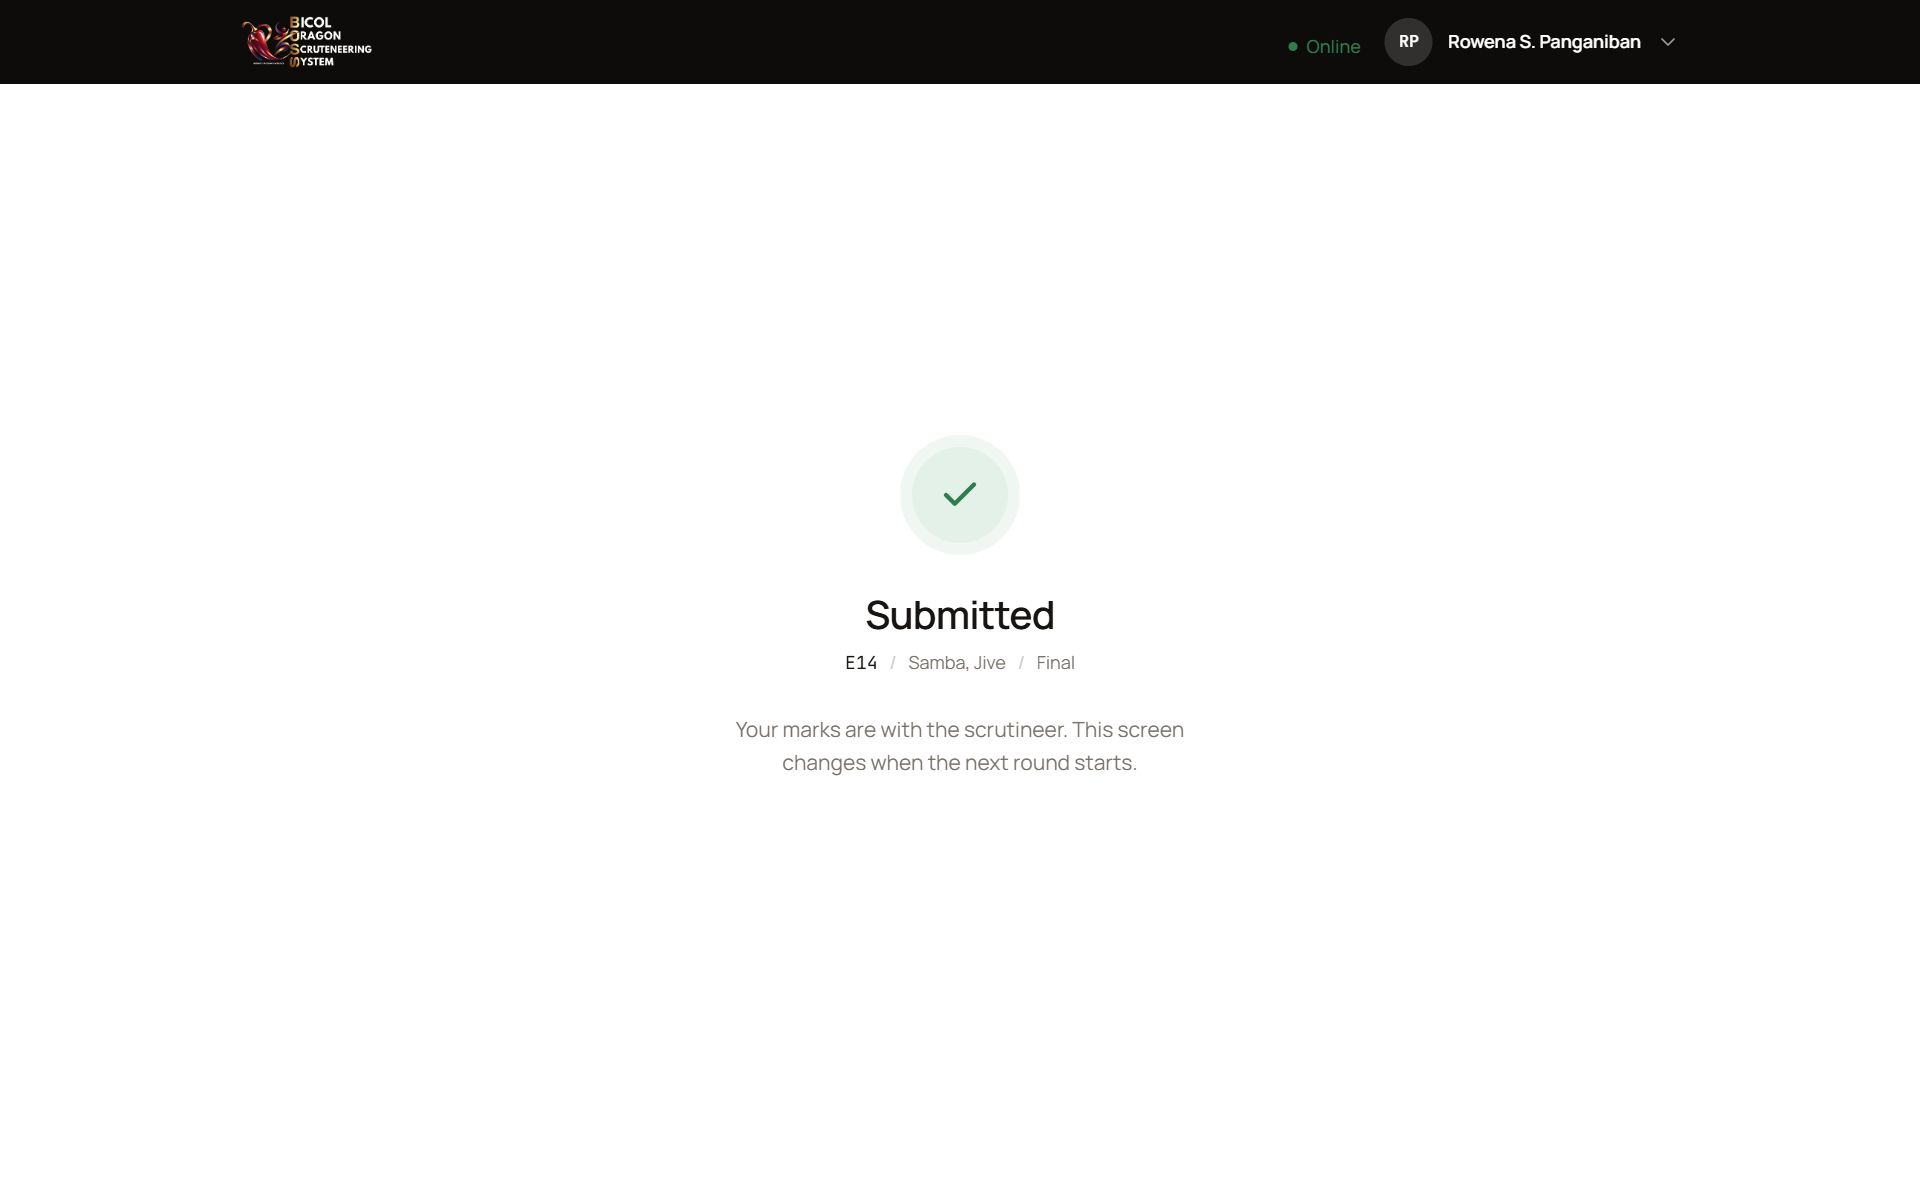 BICOL
DRAGON
SCRUTENEERING
SYSTEM
Online
RP
Rowena S. Panganiban
Submitted
E14 / Samba, Jive / Final
Your marks are with the scrutineer. This screen
changes when the next round starts.